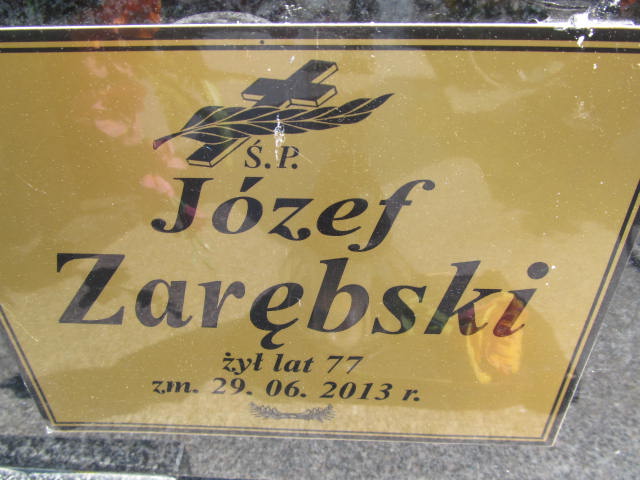 Ś. P.
Józef
Zarębski
żył lat 77
zm. 29. 06. 2013 r.